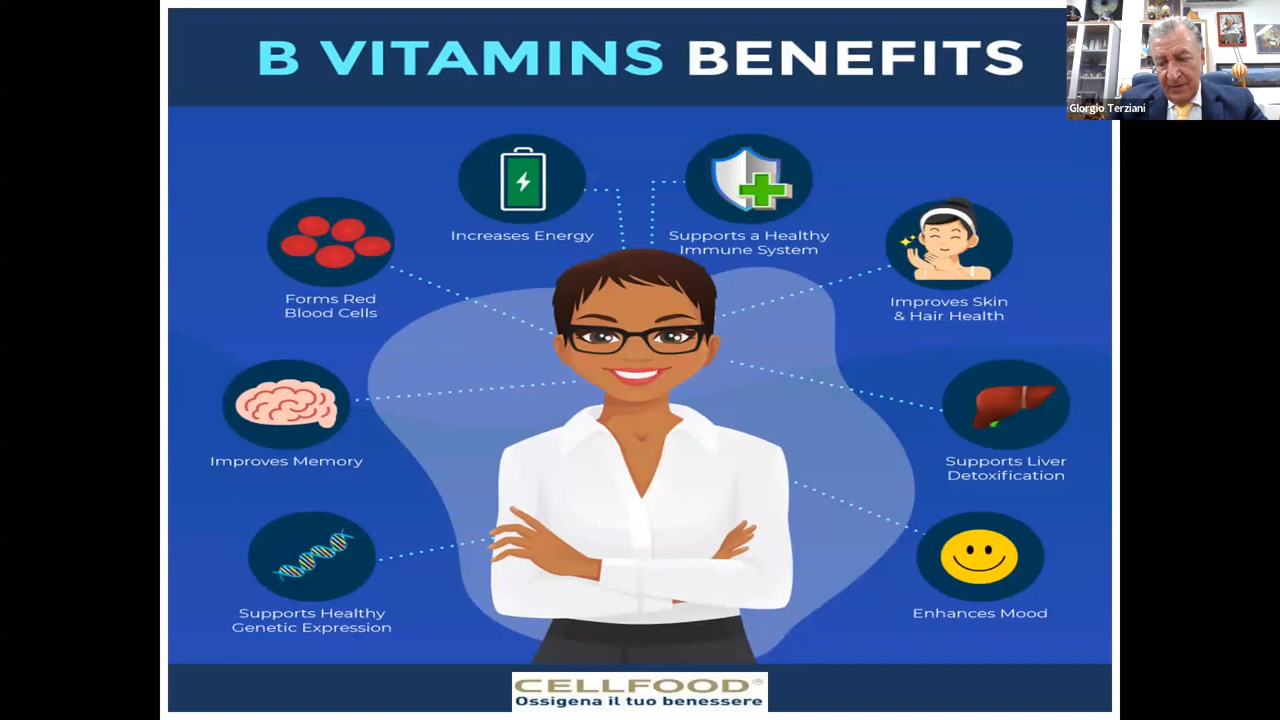 B VITAMINS BENEFITS
GIorgio Terziani
Increases Energy
Supports a Healthy
Immune System
Forms Red
Blood Cells
Improves Skin
& Hair Health
Improves Memory
Supports Liver
Detoxification
Supports Healthy
Genetic Expression
Enhances Mood
CELLFOOD®
Ossigena il tuo benessere